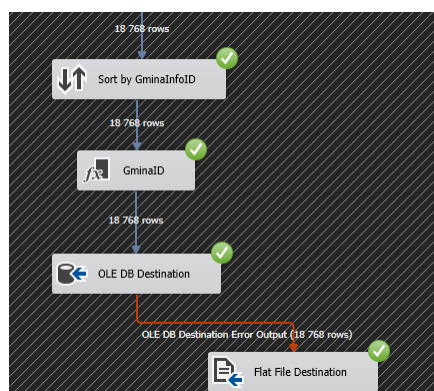 18 768 rows
Sort by GminaInfoID
18 768 rows
fx
GminaID
18 768 rows
OLE DB Destination
OLE DB Destination Error Output (18 768 rows)
Flat File Destination